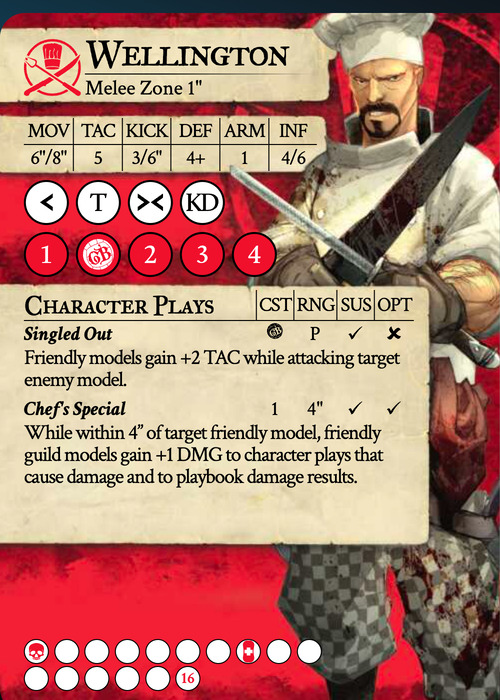 WELLINGTON
Melee Zone 1"
MOV TAC KICK DEF ARM INF
6"/8" 5 3/6" 4+ 1 4/6
< T >< KD
1 GB 2 3 4
CHARACTER PLAYS CST RNG SUS OPT
Singled Out GB P ✓ ✗
Friendly models gain +2 TAC while attacking target
enemy model.
Chef's Special 1 4" ✓ ✓
While within 4” of target friendly model, friendly
guild models gain +1 DMG to character plays that
cause damage and to playbook damage results.
16